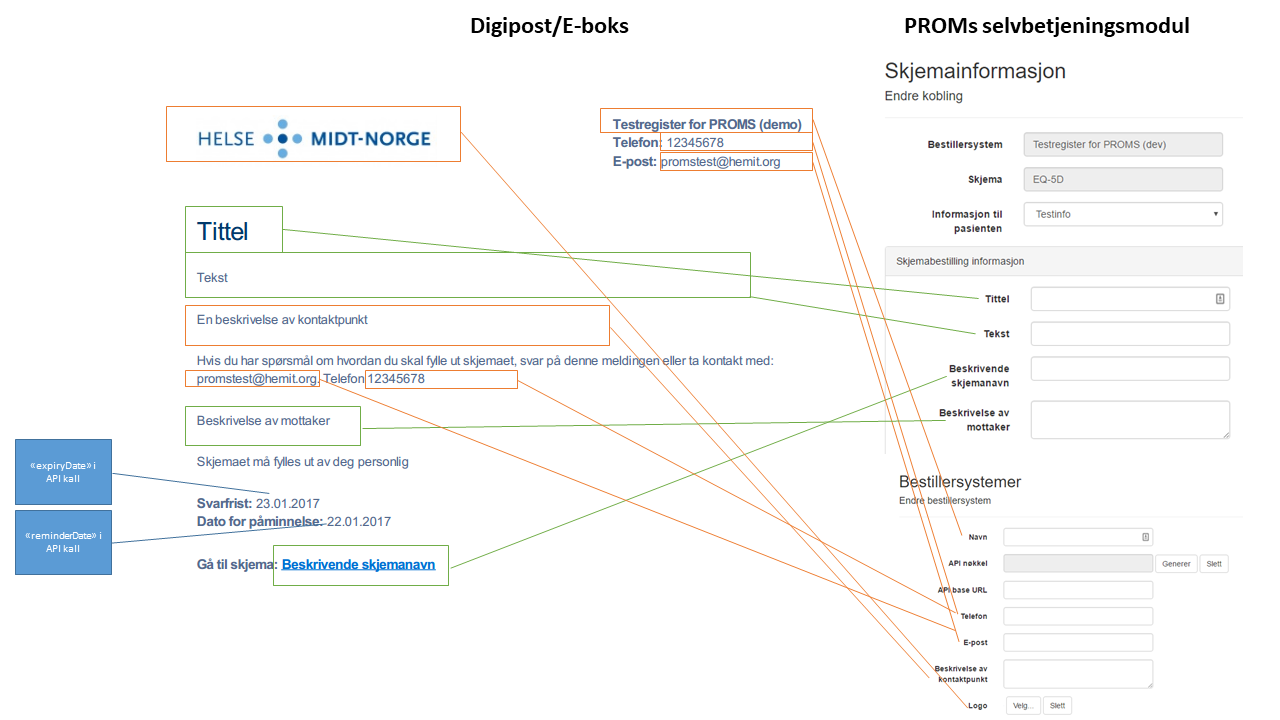 Digipost/E-boks
PROMs selvbetjeningsmodul
HELSE MIDT-NORGE
Testregister for PROMS (demo)
Telefon: 12345678
E-post: promstest@hemit.org
Tittel
Tekst
En beskrivelse av kontaktpunkt
Hvis du har spørsmål om hvordan du skal fylle ut skjemaet, svar på denne meldingen eller ta kontakt med:
promstest@hemit.org. Telefon 12345678
Beskrivelse av mottaker
Skjemaet må fylles ut av deg personlig
«expiryDate» i
API kall
Svarfrist: 23.01.2017
Dato for påminnelse: 22.01.2017
«reminderDate» i
API kall
Gå til skjema: Beskrivende skjemanavn
Skjemainformasjon
Endre kobling
Bestillersystem
Testregister for PROMS (dev)
Skjema
EQ-5D
Informasjon til
pasienten
Testinfo
Skjemabestilling informasjon
Tittel
Tekst
Beskrivende
skjemanavn
Beskrivelse av
mottaker
Bestillersystemer
Endre bestillersystem
Navn
API nøkkel
Generer
Slett
API base URL
Telefon
E-post
Beskrivelse av
kontaktpunkt
Logo
Velg...
Slett